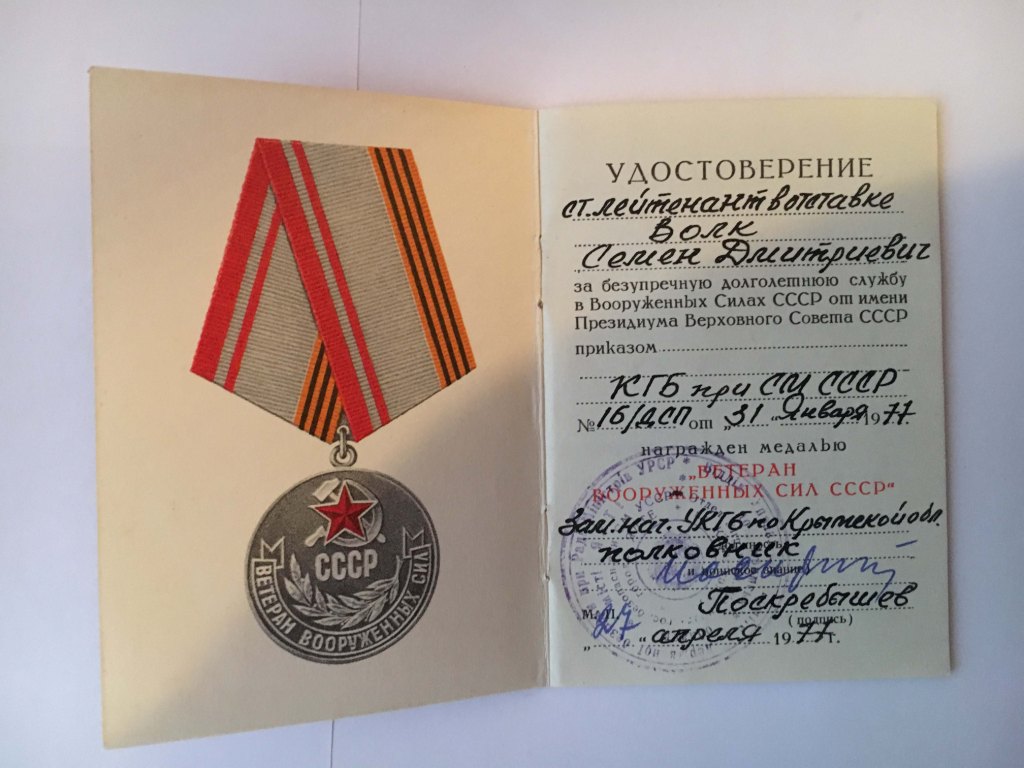 СССР
ВЕТЕРАН ВООРУЖЕННЫХ СИЛ
УДОСТОВЕРЕНИЕ
ст. лейтенант в отставке
Волк
Семен Дмитриевич
за безупречную долголетнюю службу
в Вооруженных Силах СССР от имени
Президиума Верховного Совета СССР
приказом
КГБ при СМ СССР
№ 16/ДСП от „31“ Января 1977.
награжден медалью
„ВЕТЕРАН
ВООРУЖЕННЫХ СИЛ СССР“
Зам. нач. УКГБ по Крымской обл.
полковник
и воинское звание
Поскребышев
М. П. (подпись)
„27“ апреля 1977 г.